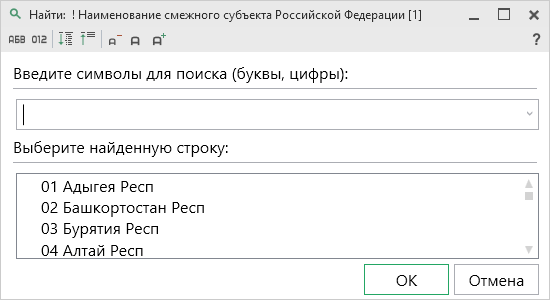 Найти: ! Наименование смежного субъекта Российской Федерации [1]
АБВ 012 а- а а+ ?
Введите символы для поиска (буквы, цифры):
Выберите найденную строку:
01 Адыгея Респ
02 Башкортостан Респ
03 Бурятия Респ
04 Алтай Респ
ОК Отмена